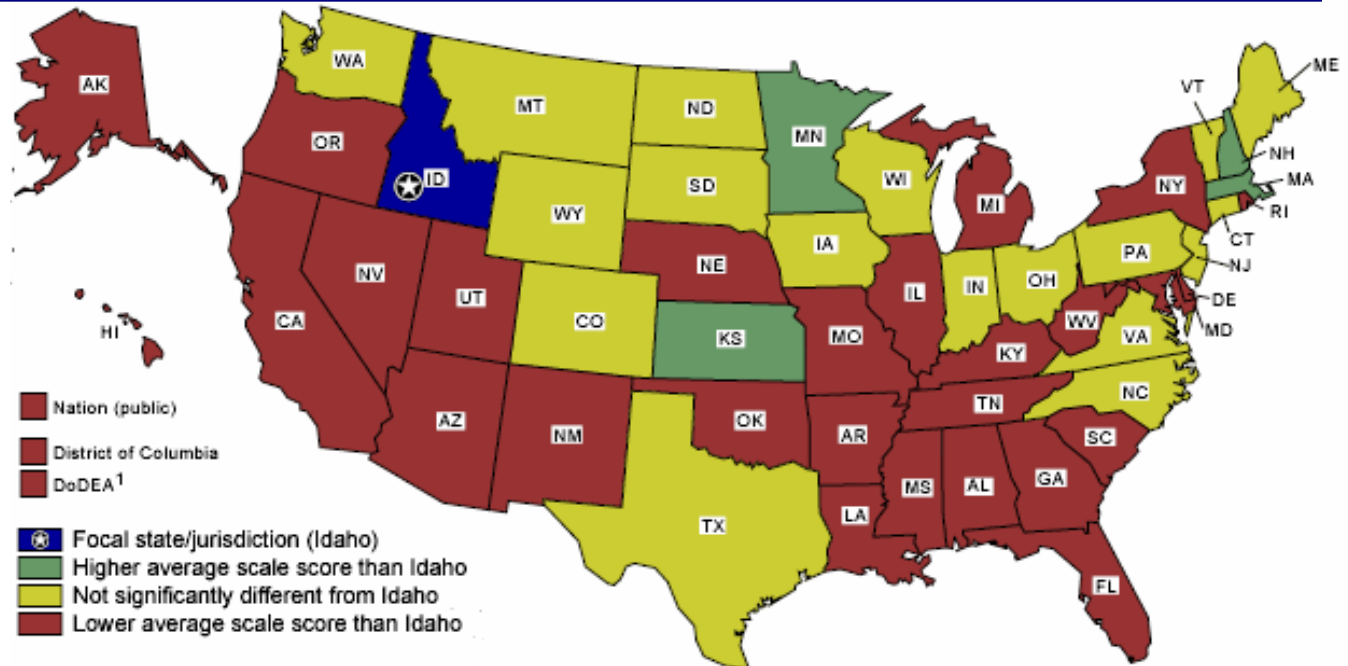 AK
WA
MT
ND
MN
VT
ME
OR
ID
SD
WI
NH
MA
WY
MI
NY
RI
IA
CT
NE
PA
NJ
NV
UT
IL
IN
OH
DE
CA
CO
MD
HI
KS
MO
WV
VA
KY
NC
Nation (public)
AZ
NM
OK
TN
AR
SC
District of Columbia
DoDEA1
MS
AL
GA
LA
TX
Focal state/jurisdiction (Idaho)
Higher average scale score than Idaho
FL
Not significantly different from Idaho
Lower average scale score than Idaho